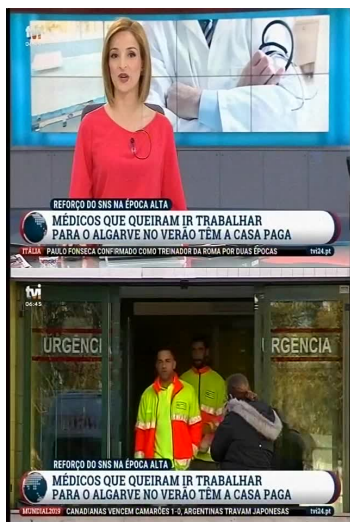 tvi
REFORÇO DO SNS NA ÉPOCA ALTA
MÉDICOS QUE QUEIRAM IR TRABALHAR
PARA O ALGARVE NO VERÃO TÊM A CASA PAGA
ITÁLIA PAULO FONSECA CONFIRMADO COMO TREINADOR DA ROMA POR DUAS ÉPOCAS tvi24.pt
tvi
06:45
URGENCI RGENCIA
REFORÇO DO SNS NA ÉPOCA ALTA
MÉDICOS QUE QUEIRAM IR TRABALHAR
PARA O ALGARVE NO VERÃO TÊM A CASA PAGA
MUNDIAL2019 CANADIANAS VENCEM CAMARÕES 1-0, ARGENTINAS TRAVAM JAPONESAS tvi24.pt